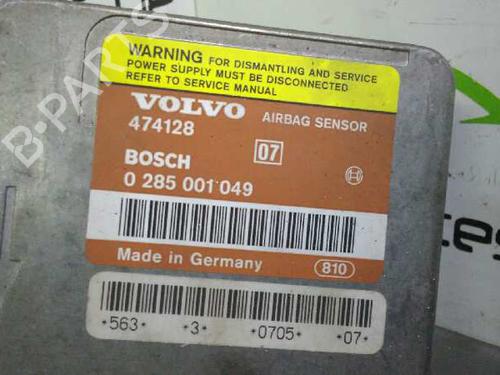 WARNING FOR DISMANTLING AND SERVICE
POWER SUPPLY MUST BE DISCONNECTED
REFER TO SERVICE MANUAL
VOLVO
474128
AIRBAG SENSOR
BOSCH
07
0 285 001 049
Made in Germany
810
*563* *3* *0705* *07*
B-PARTS